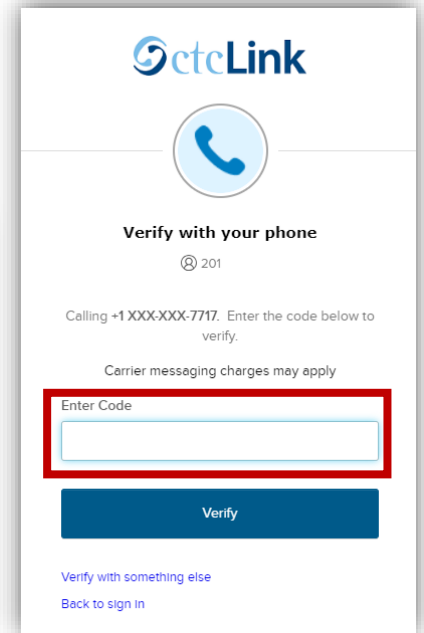 ctcLink
Verify with your phone
201
Calling +1 XXX-XXX-7717. Enter the code below to
verify.
Carrier messaging charges may apply
Enter Code
Verify
Verify with something else
Back to sign in